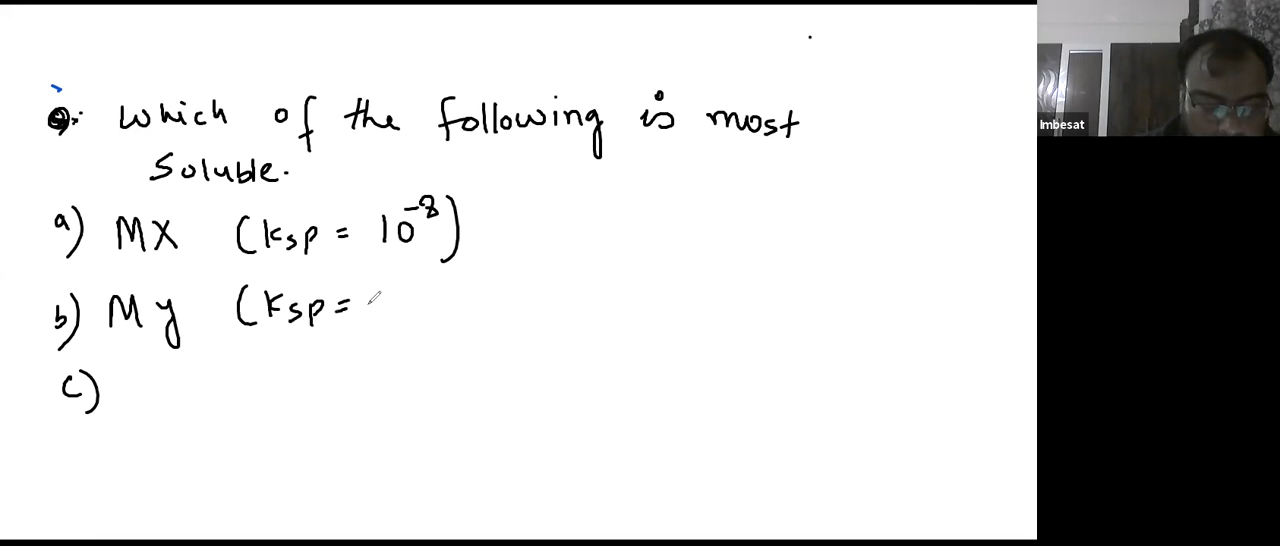 Q:- Which of the following is most
Soluble.
a) MX (ksp = 10⁻⁸)
b) My (ksp =
c)
Imbesat